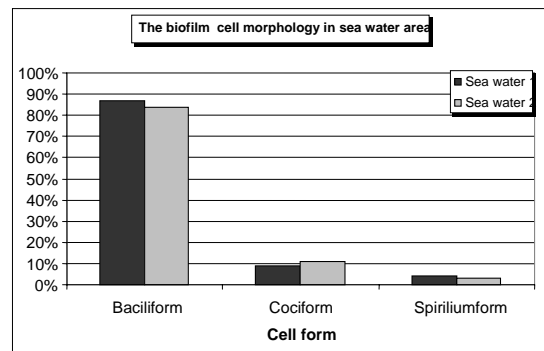 The biofilm cell morphology in sea water area
100%
90%
80%
70%
60%
50%
40%
30%
20%
10%
0%
Sea water 1
Sea water 2
Baciliform Cociform Spiriliumform
Cell form